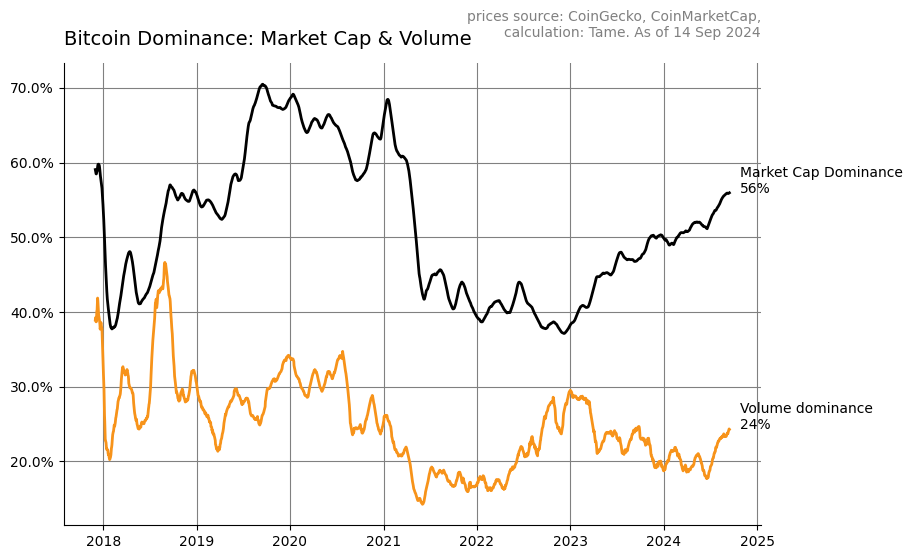 prices source: CoinGecko, CoinMarketCap,
calculation: Tame. As of 14 Sep 2024
Bitcoin Dominance: Market Cap & Volume
70.0%
60.0%
50.0%
40.0%
30.0%
20.0%
Market Cap Dominance
56%
Volume dominance
24%
2018 2019 2020 2021 2022 2023 2024 2025